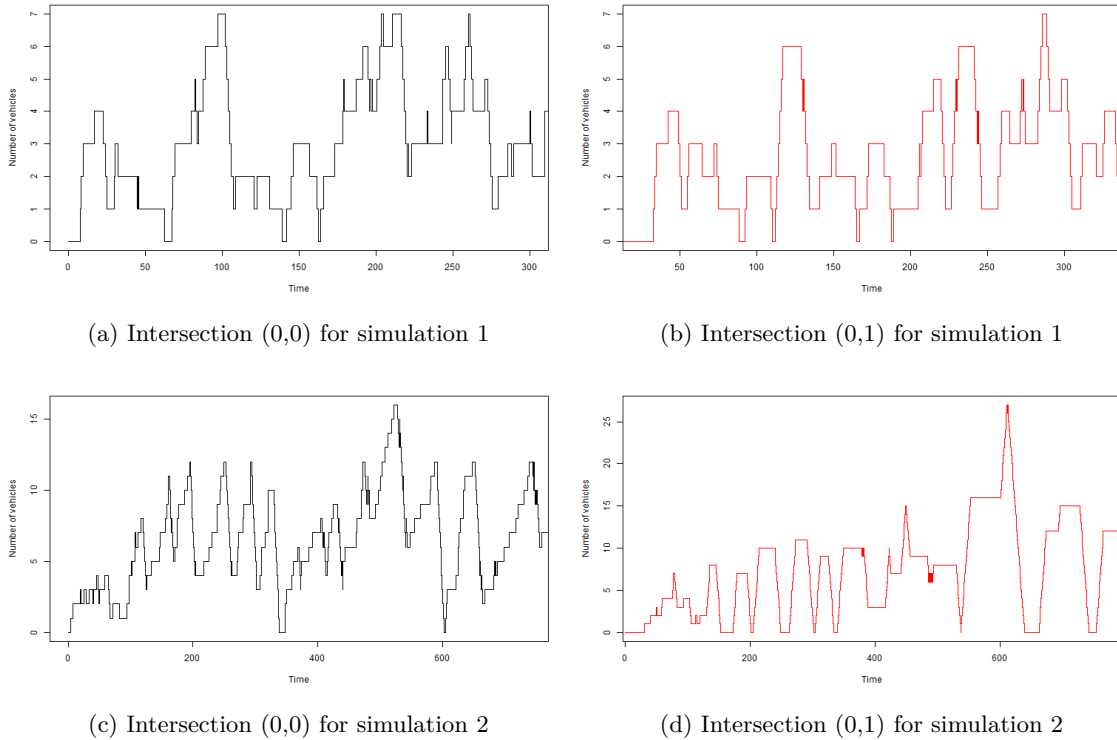 Number of vehicles
7
6
5
4
3
2
1
0
0 50 100 150 200 250 300
Time
(a) Intersection (0,0) for simulation 1
Number of vehicles
7
6
5
4
3
2
1
0
50 100 150 200 250 300
Time
(b) Intersection (0,1) for simulation 1
Number of vehicles
15
10
5
0
0 200 400 600
Time
(c) Intersection (0,0) for simulation 2
Number of vehicles
25
20
15
10
5
0
0 200 400 600
Time
(d) Intersection (0,1) for simulation 2